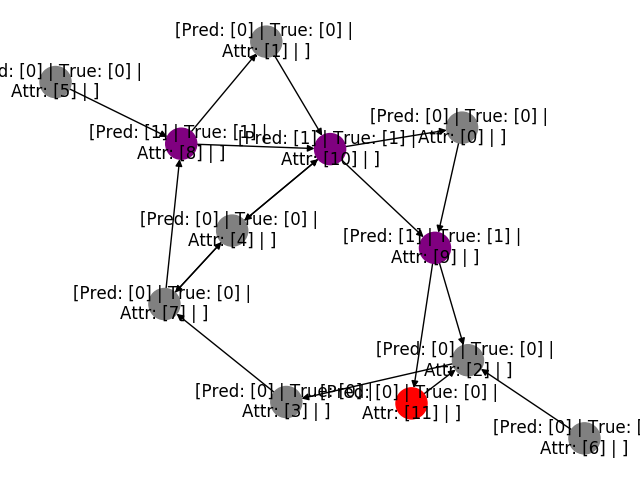 [Pred: [0] | True: [0] |
Attr: [1] | ]
d: [0] | True: [0] |
Attr: [5] | ]
[Pred: [0] | True: [0] |
Attr: [0] | ]
[Pred: [1] | True: [1] |
Attr: [8] | ]
[Pred: [1] | True: [1] |
Attr: [10] | ]
[Pred: [0] | True: [0] |
Attr: [4] | ]
[Pred: [1] | True: [1] |
Attr: [9] | ]
[Pred: [0] | True: [0] |
Attr: [7] | ]
[Pred: [0] | True: [0] |
Attr: [2] | ]
[Pred: [0] | True: [0] |
Attr: [3] | ]
[Pred: [0] | True: [0] |
Attr: [11] | ]
[Pred: [0] | True: [
Attr: [6] | ]